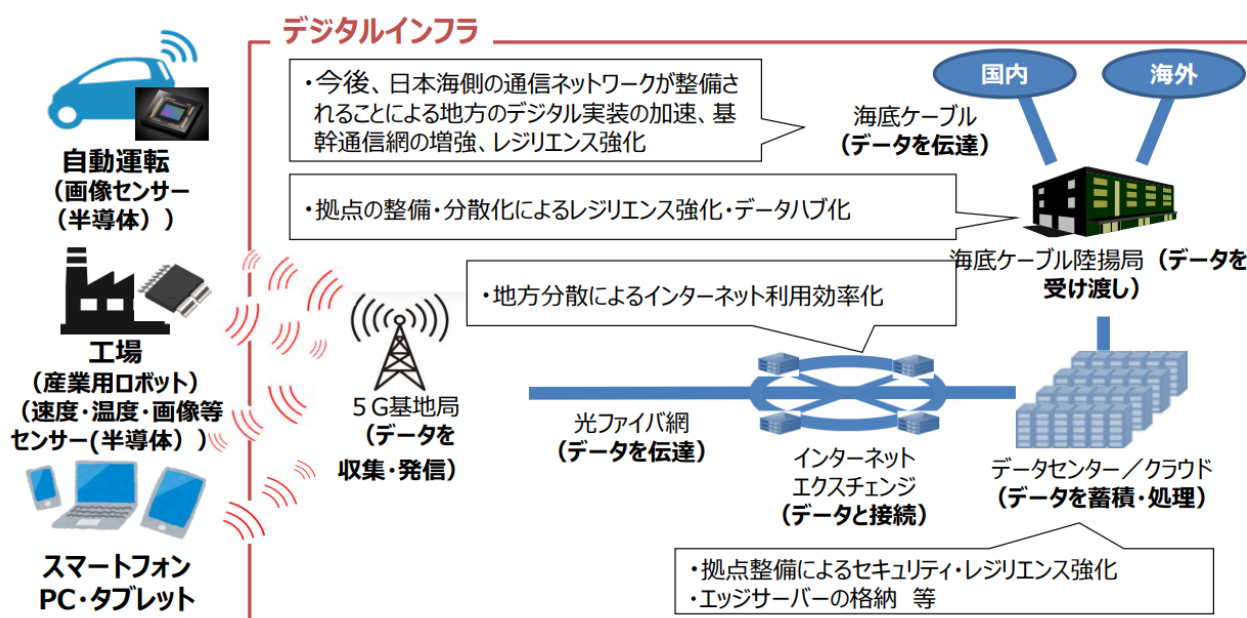 デジタルインフラ
・今後、日本海側の通信ネットワークが整備さ
れることによる地方のデジタル実装の加速、基
幹通信網の増強、レジリエンス強化
国内
海外
海底ケーブル
(データを伝達)
・拠点の整備・分散化によるレジリエンス強化・データハブ化
海底ケーブル陸揚局(データを
受け渡し)
・地方分散によるインターネット利用効率化
自動運転
(画像センサー
(半導体))
工場
(産業用ロボット)
(速度・温度・画像等
センサー(半導体))
スマートフォン
PC・タブレット
5G基地局
(データを
収集・発信)
光ファイバ網
(データを伝達)
インターネット
エクスチェンジ
(データと接続)
データセンター/クラウド
(データを蓄積・処理)
・拠点整備によるセキュリティ・レジリエンス強化
・エッジサーバーの格納 等